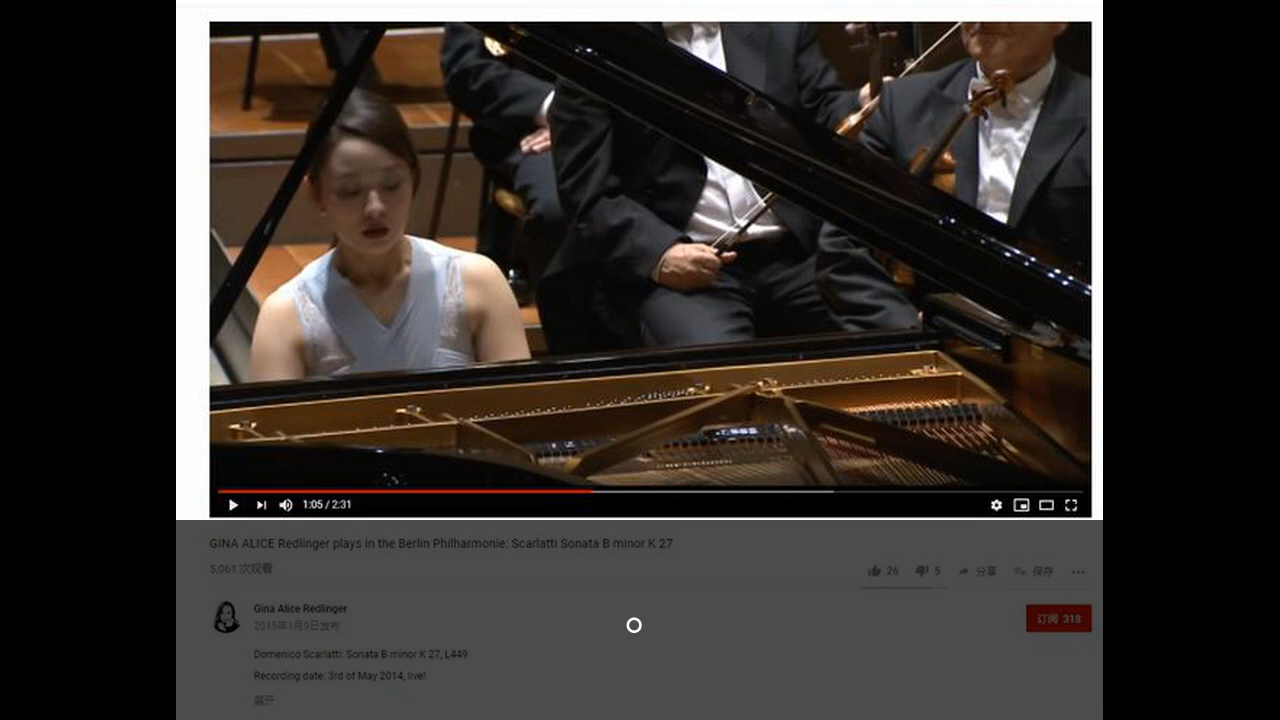 1:05 / 2:31
GINA ALICE Redlinger plays in the Berlin Philharmonie: Scarlatti Sonata B minor K 27
5,061 次观看
26 5 分享 保存
Gina Alice Redlinger
2015年1月9日发布
订阅 318
Domenico Scarlatti: Sonata B minor K 27, L449
Recording date: 3rd of May 2014, live!
展开